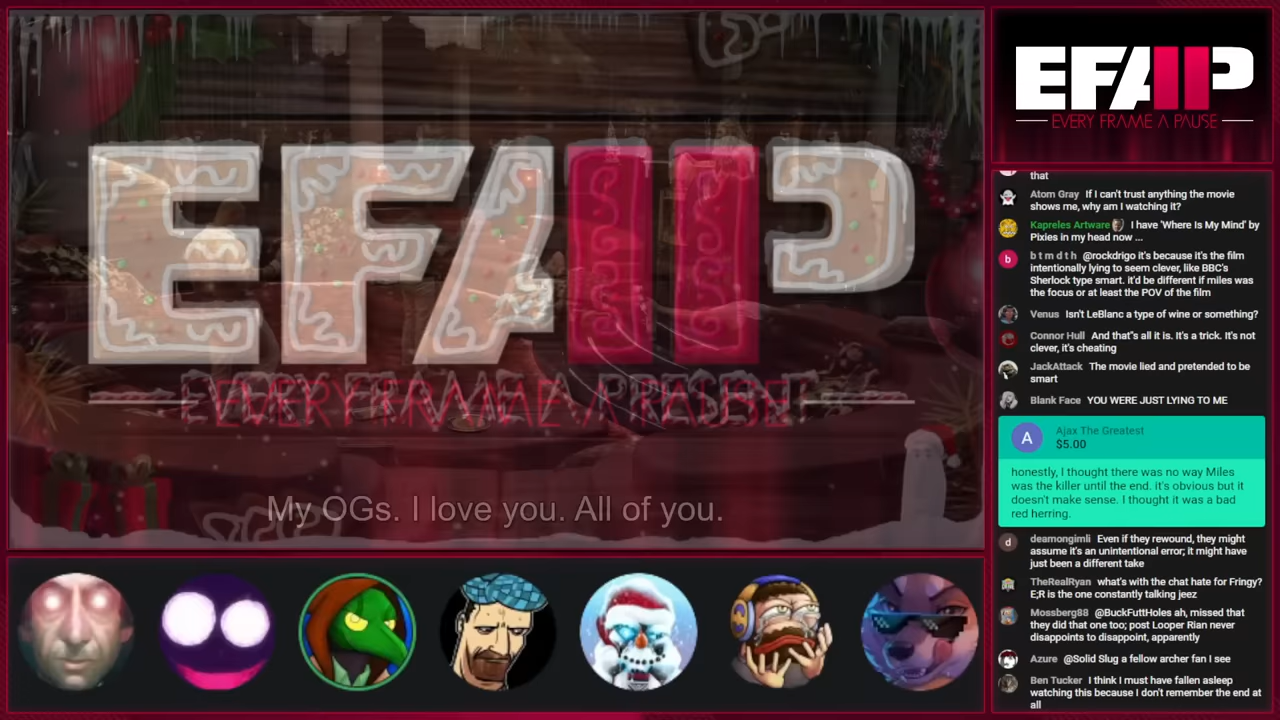 EFAP
EVERY FRAME A PAUSE
My OGs. I love you. All of you.
EFAP
EVERY FRAME A PAUSE
that
Atom Gray If I can't trust anything the movie
shows me, why am I watching it?
Kapreles Artware I have 'Where Is My Mind' by
Pixies in my head now ...
b
b t m d t h @rockdrigo it's because it's the film
intentionally lying to seem clever, like BBC's
Sherlock type smart. it'd be different if miles was
the focus or at least the POV of the film
Venus Isn't LeBlanc a type of wine or something?
Connor Hull And that"s all it is. It's a trick. It's not
clever, it's cheating
JackAttack The movie lied and pretended to be
smart
Blank Face YOU WERE JUST LYING TO ME
A
Ajax The Greatest
$5.00
honestly, I thought there was no way Miles
was the killer until the end. it's obvious but it
doesn't make sense. I thought it was a bad
red herring.
d
deamongimli Even if they rewound, they might
assume it's an unintentional error; it might have
just been a different take
TheRealRyan what's with the chat hate for Fringy?
E;R is the one constantly talking jeez
Mossberg88 @BuckFuttHoles ah, missed that
they did that one too; post Looper Rian never
disappoints to disappoint, apparently
Azure @Solid Slug a fellow archer fan I see
Ben Tucker I think I must have fallen asleep
watching this because I don't remember the end at
all